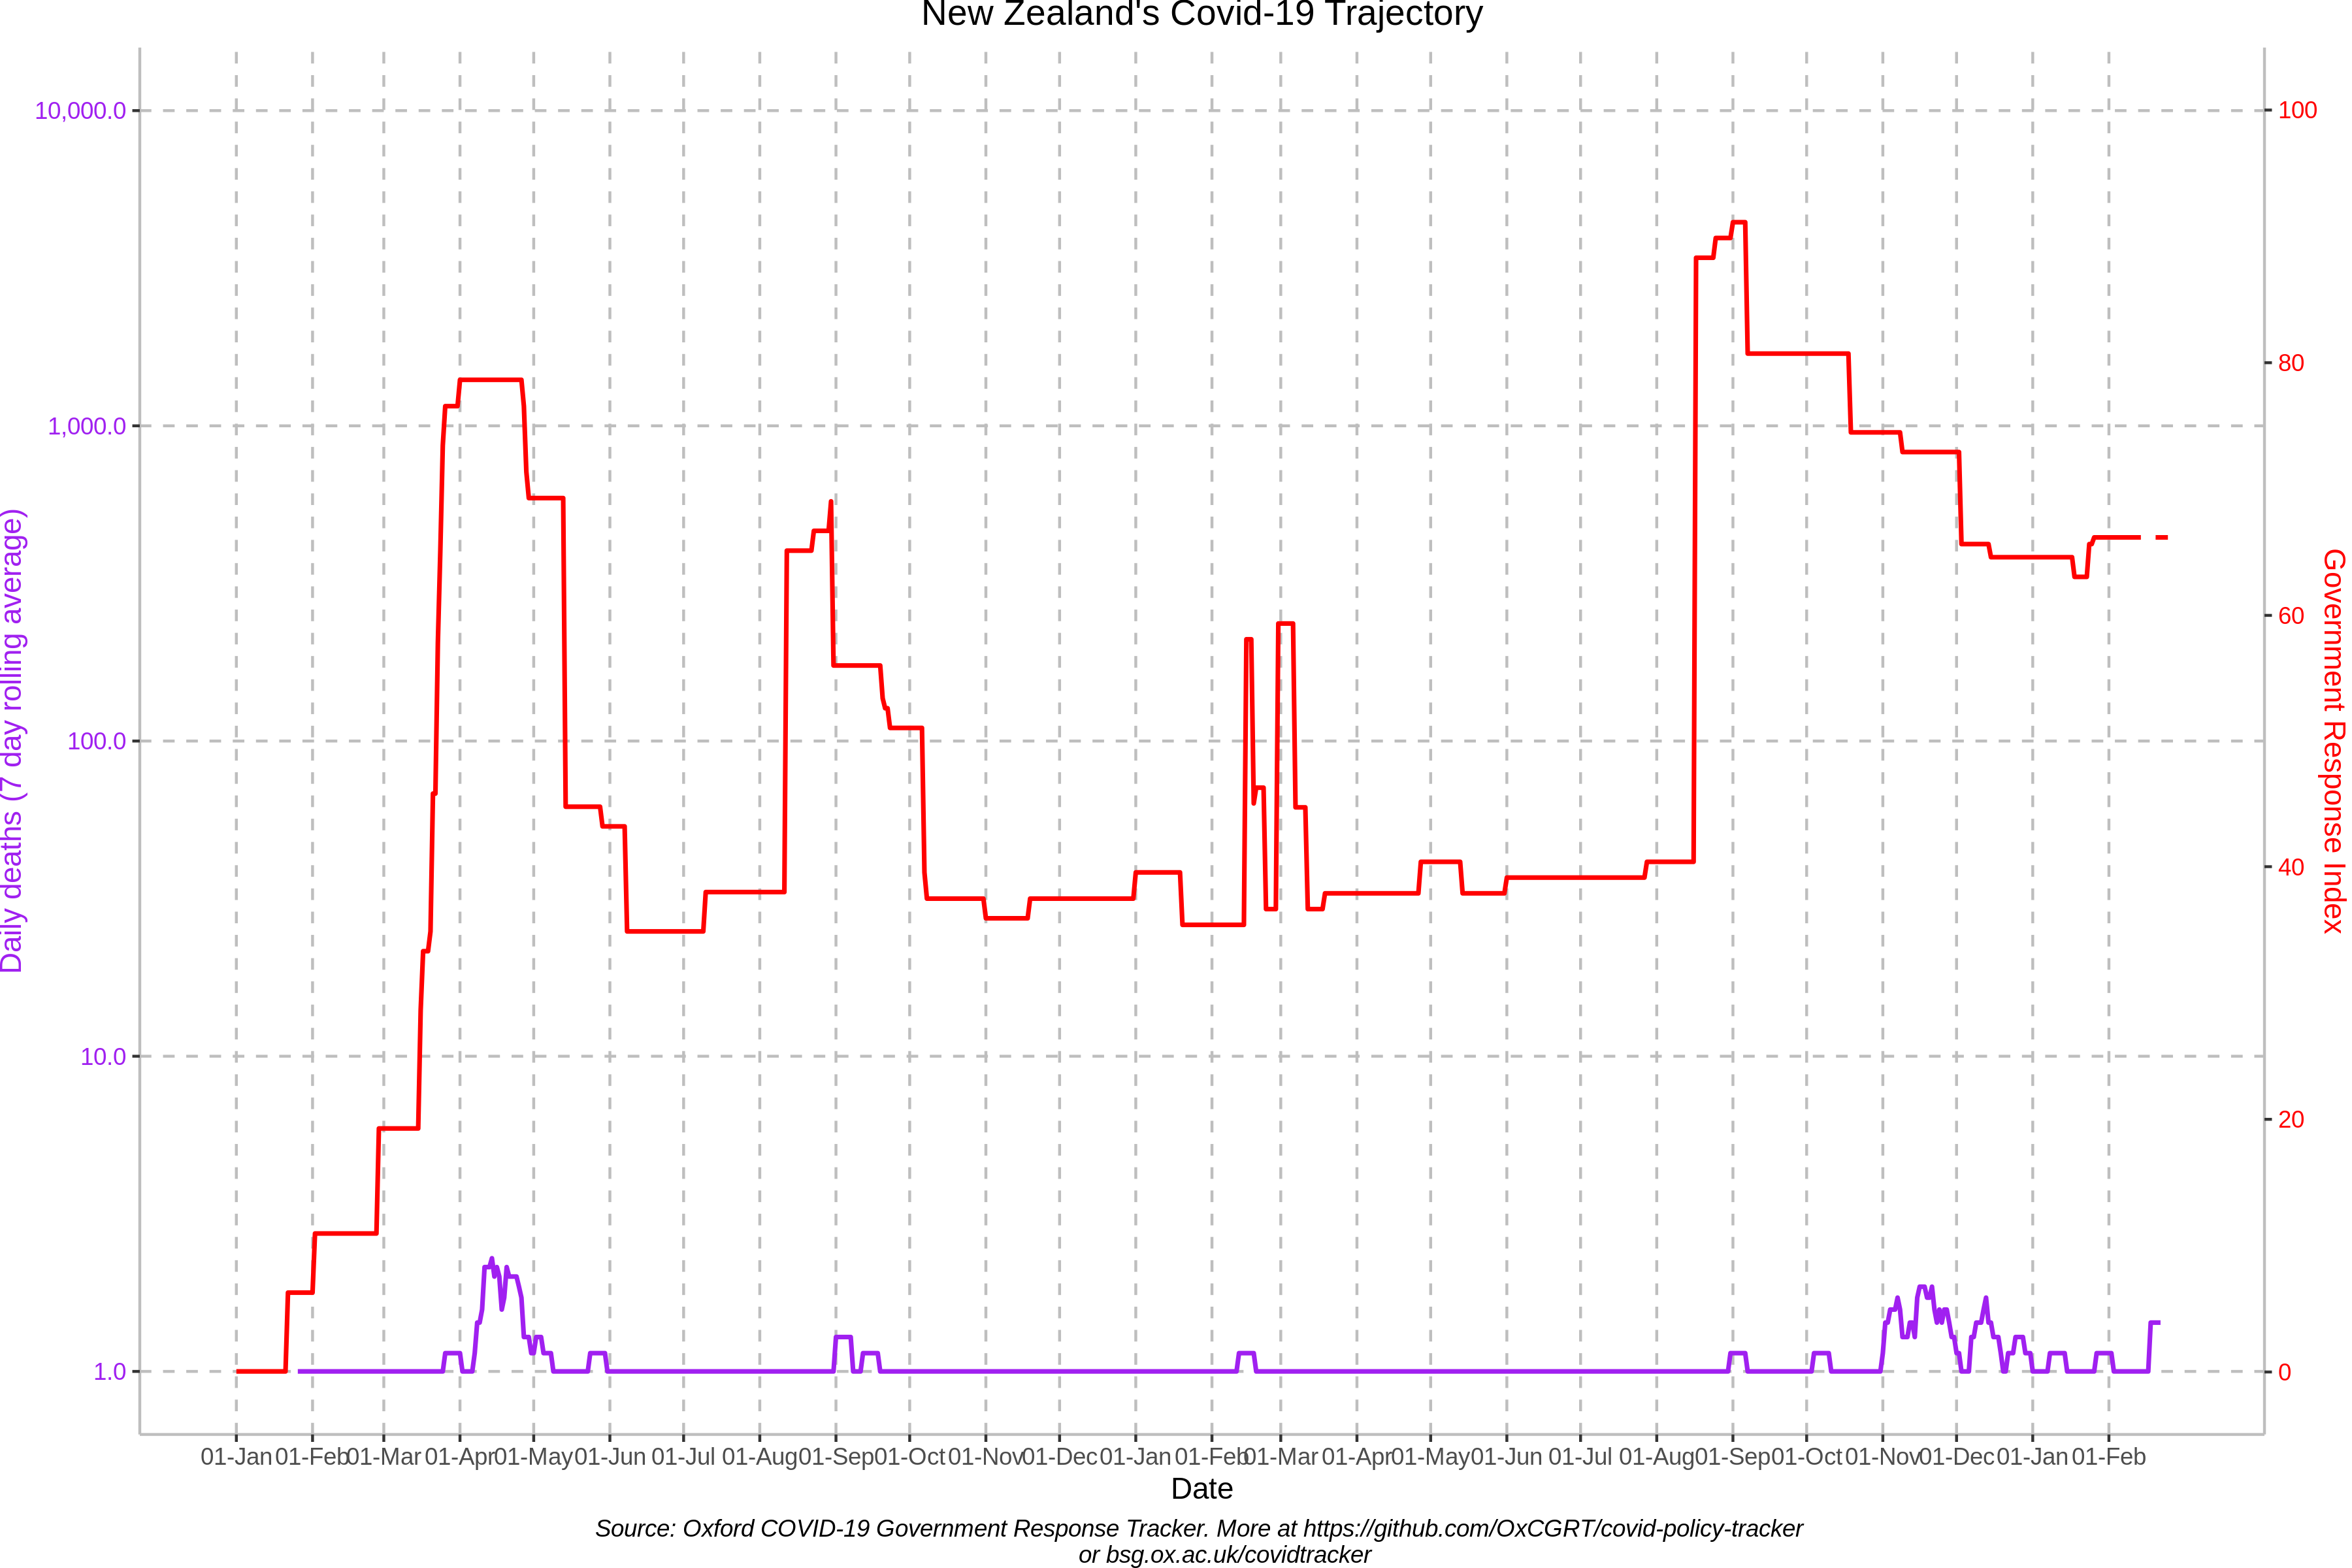 New Zealand's Covid-19 Trajectory
10,000.0
1,000.0
100.0
10.0
1.0
Daily deaths (7 day rolling average)
100
80
60
40
20
0
Government Response Index
01-Jan 01-Feb 01-Mar 01-Apr 01-May 01-Jun 01-Jul 01-Aug 01-Sep 01-Oct 01-Nov 01-Dec 01-Jan 01-Feb 01-Mar 01-Apr 01-May 01-Jun 01-Jul 01-Aug 01-Sep 01-Oct 01-Nov 01-Dec 01-Jan 01-Feb
Date
Source: Oxford COVID-19 Government Response Tracker. More at https://github.com/OxCGRT/covid-policy-tracker
or bsg.ox.ac.uk/covidtracker